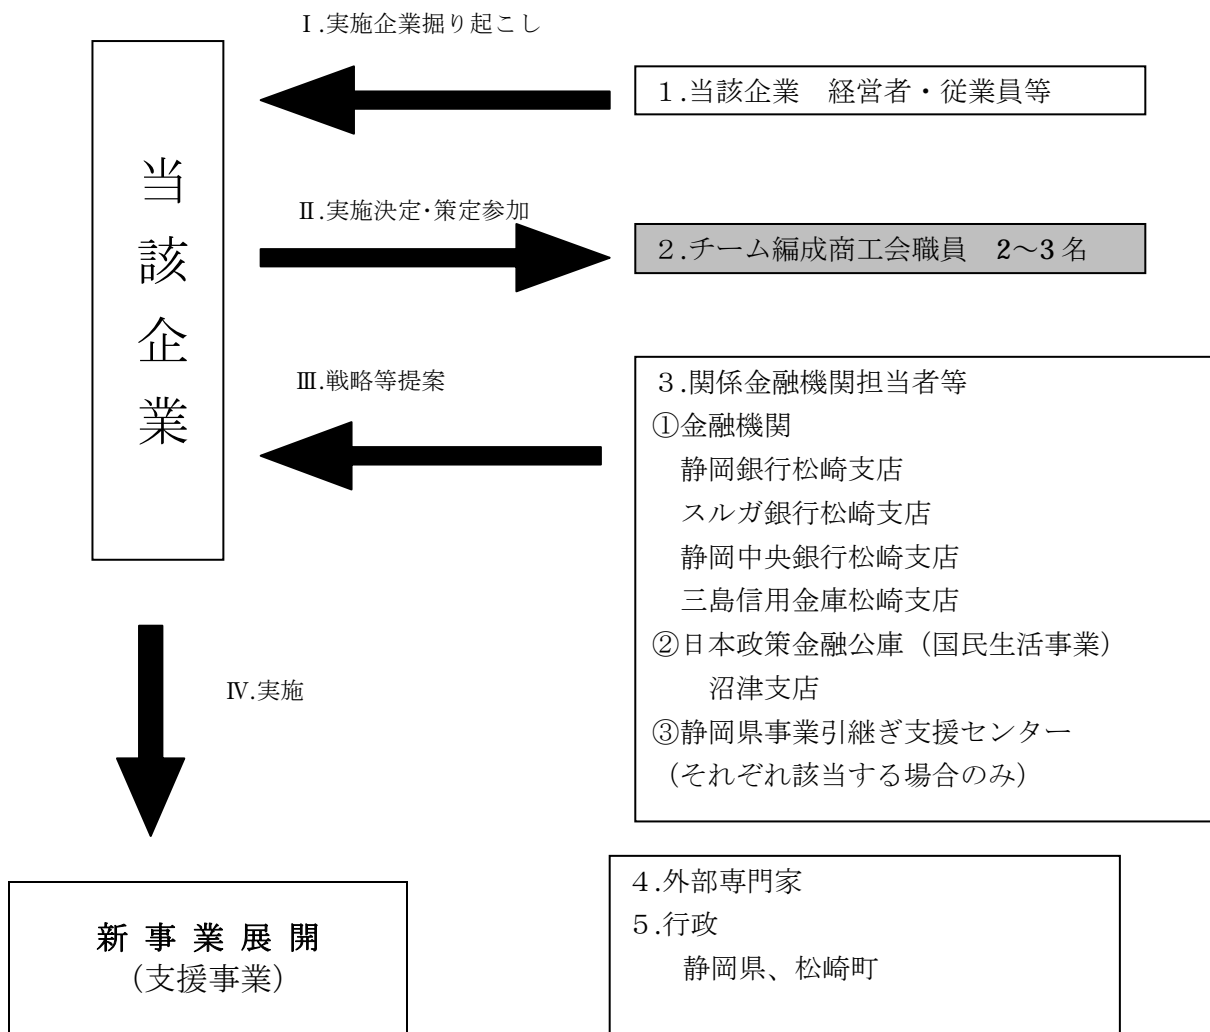 Ⅰ.実施企業掘り起こし
１.当該企業　経営者・従業員等
当該企業
Ⅱ.実施決定･策定参加
２.チーム編成商工会職員　2～3名
Ⅲ.戦略等提案
３.関係金融機関担当者等
①金融機関
静岡銀行松崎支店
スルガ銀行松崎支店
静岡中央銀行松崎支店
三島信用金庫松崎支店
②日本政策金融公庫（国民生活事業）
沼津支店
③静岡県事業引継ぎ支援センター
（それぞれ該当する場合のみ）
Ⅳ.実施
新 事 業 展 開
（支援事業）
４.外部専門家
５.行政
静岡県、松崎町